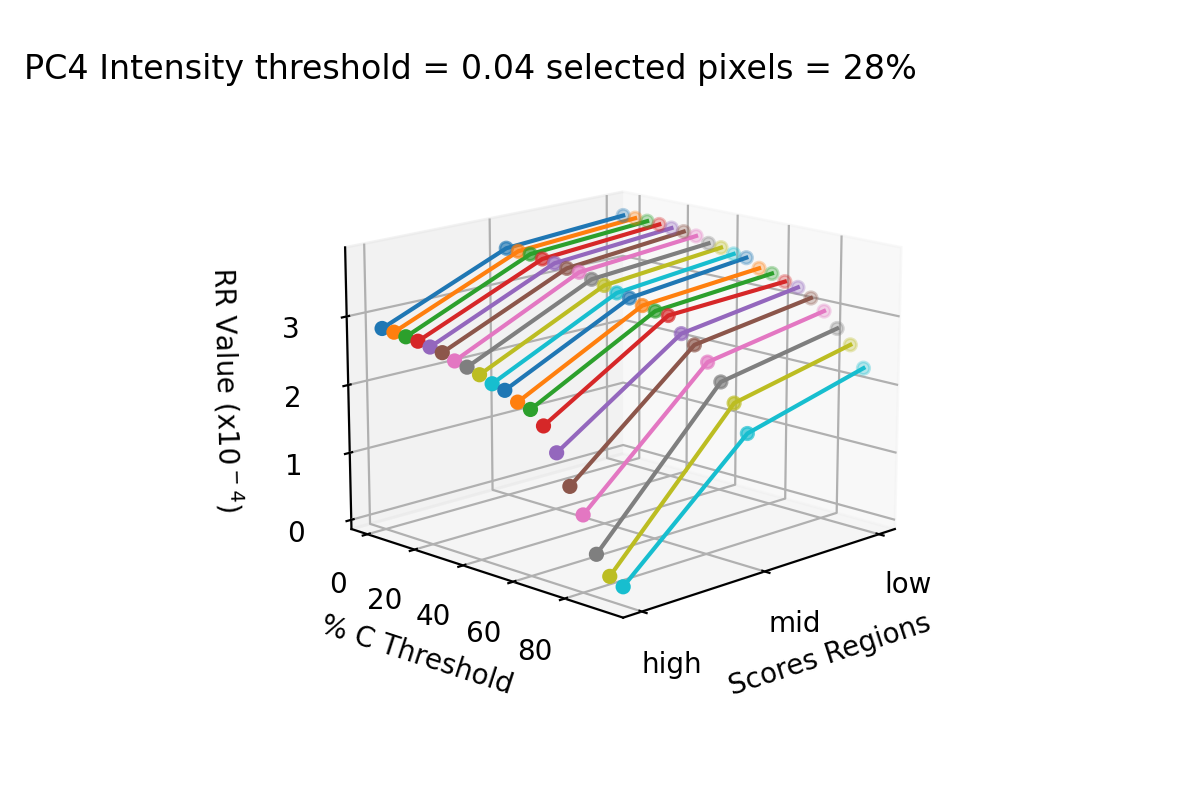 PC4 Intensity threshold = 0.04 selected pixels = 28%
RR Value (x10⁻⁴)
3
2
1
0
0
20
40
60
80
% C Threshold
low
mid
high
Scores Regions